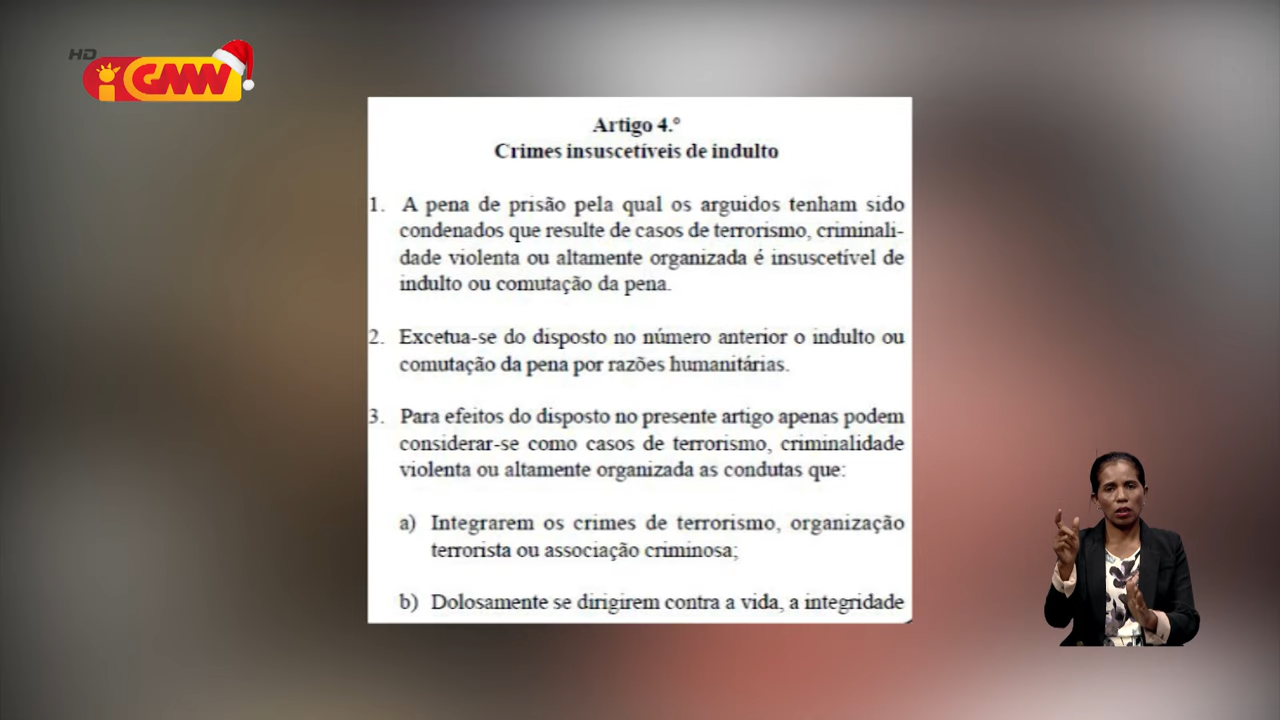 HD
GMN
Artigo 4.º
Crimes insuscetíveis de indulto
1. A pena de prisão pela qual os arguidos tenham sido
condenados que resulte de casos de terrorismo, criminali-
dade violenta ou altamente organizada é insuscetível de
indulto ou comutação da pena.
2. Excetua-se do disposto no número anterior o indulto ou
comutação da pena por razões humanitárias.
3. Para efeitos do disposto no presente artigo apenas podem
considerar-se como casos de terrorismo, criminalidade
violenta ou altamente organizada as condutas que:
a) Integrarem os crimes de terrorismo, organização
terrorista ou associação criminosa;
b) Dolosamente se dirigirem contra a vida, a integridade